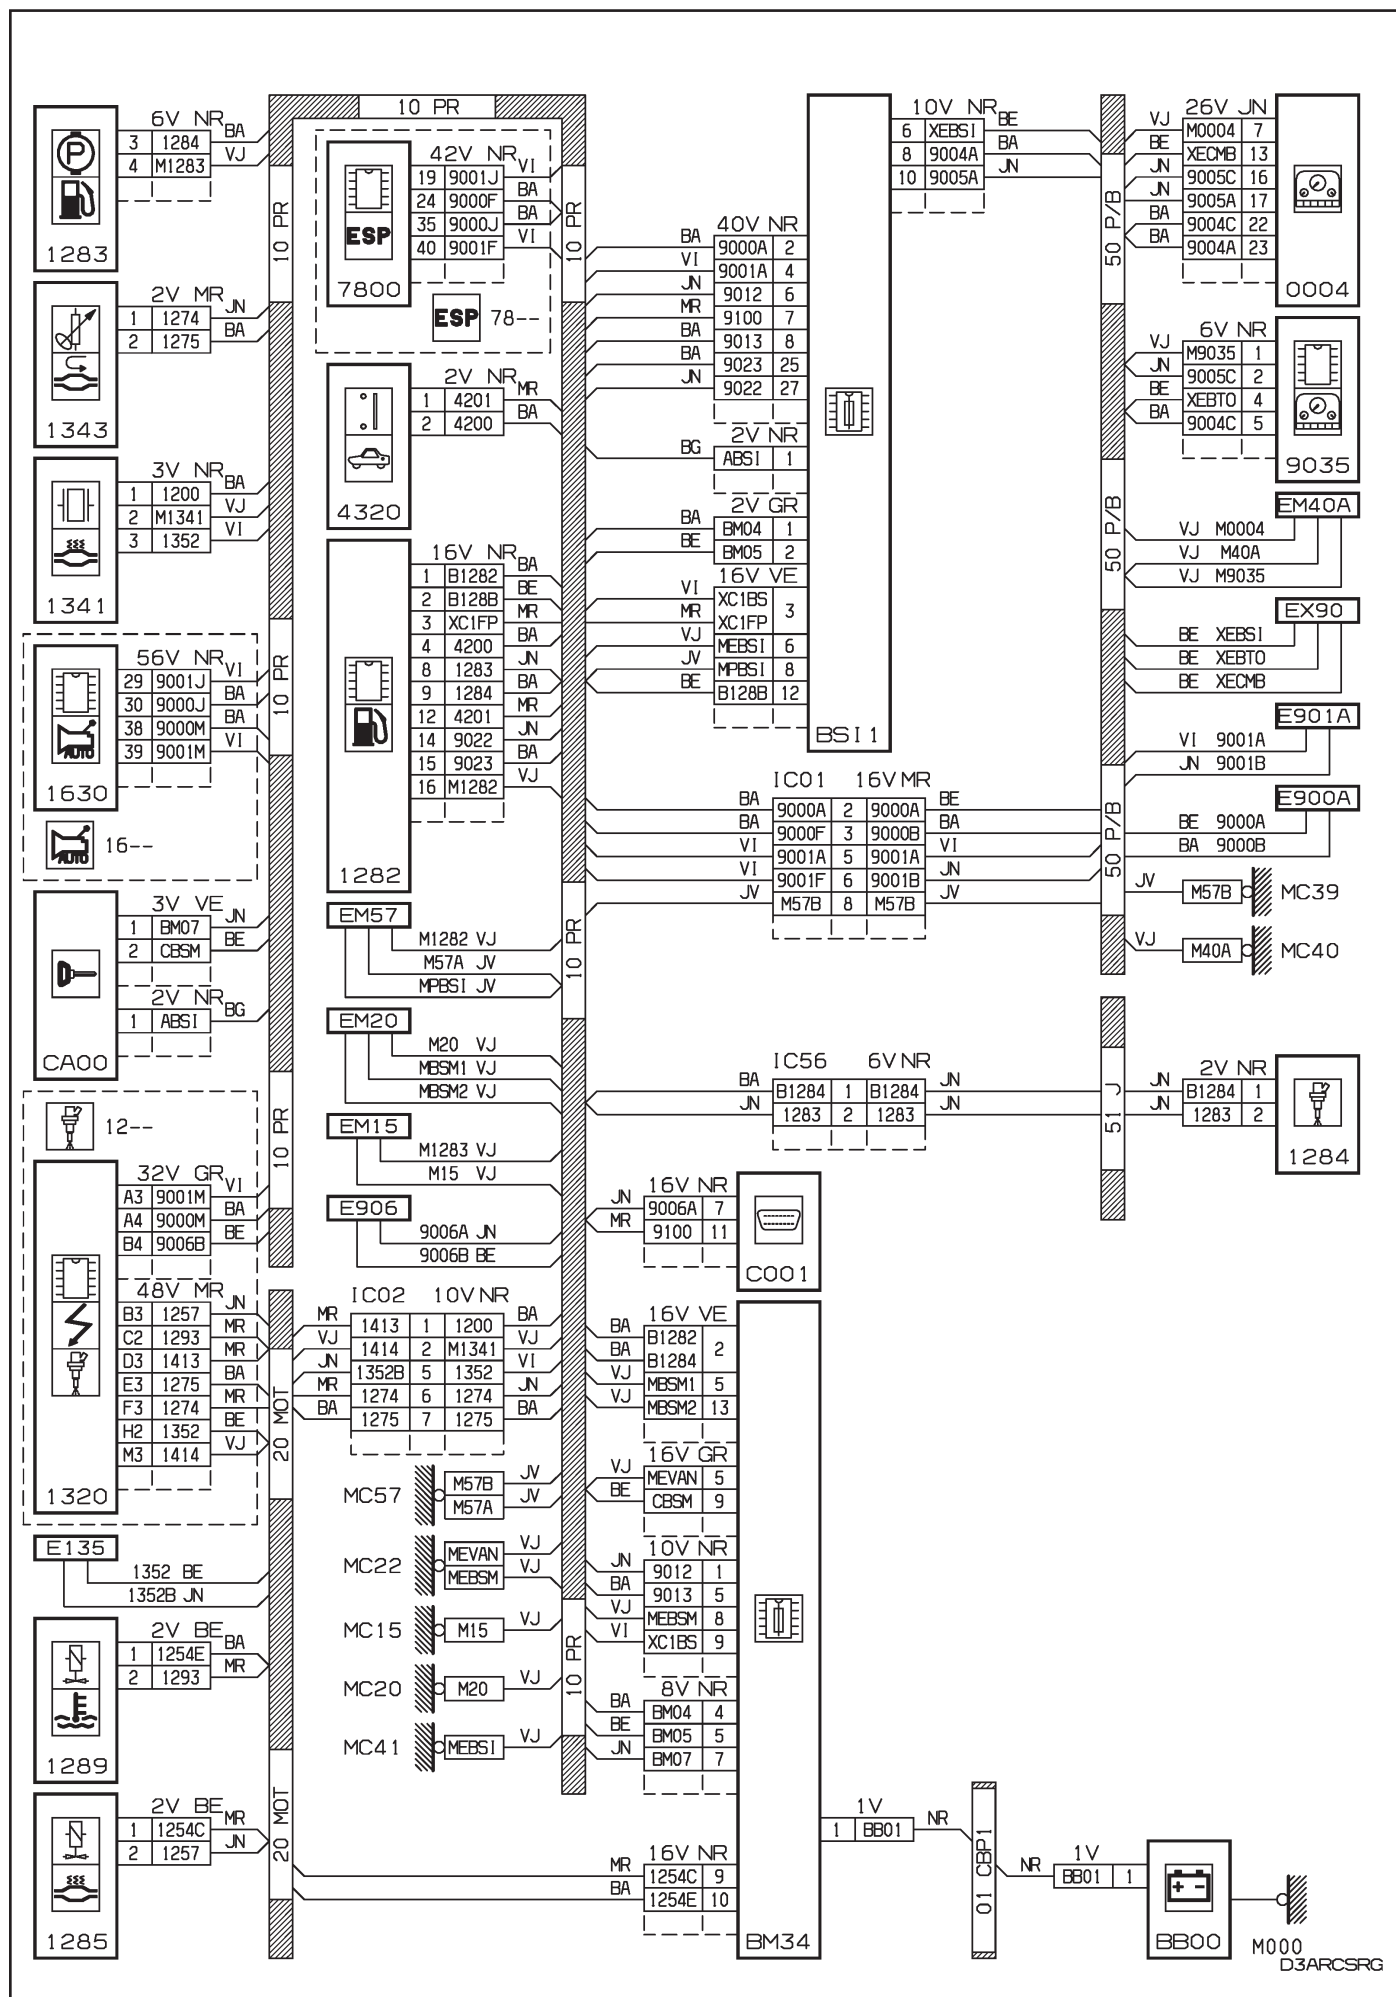 10 PR
6V NR
3 1284 BA
4 M1283 VJ
P
1283
2V MR
1 1274 JN
2 1275 BA
1343
3V NR
1 1200 BA
2 M1341 VJ
3 1352 VI
1341
56V NR
29 9001J VI
30 9000J BA
38 9000M BA
39 9001M VI
AUTO
1630
AUTO 16--
3V VE
1 BM07 JN
2 CBSM BE
2V NR
1 ABSI BG
CA00
12--
32V GR
A3 9001M VI
A4 9000M BA
B4 9006B BE
48V MR
B3 1257 JN
C2 1293 MR
D3 1413 MR
E3 1275 BA
F3 1274 MR
H2 1352 BE
M3 1414 VJ
1320
E135
1352 BE
1352B JN
2V BE
1 1254E BA
2 1293 MR
1289
2V BE
1 1254C MR
2 1257 JN
1285
10 PR
10 PR
10 PR
20 MOT
20 MOT
42V NR
19 9001J VI
24 9000F BA
35 9000J BA
40 9001F VI
ESP
7800
ESP 78--
2V NR
1 4201 MR
2 4200 BA
4320
16V NR
1 B1282 BA
2 B128B BE
3 XC1FP MR
4 4200 BA
8 1283 JN
9 1284 BA
12 4201 MR
14 9022 JN
15 9023 BA
16 M1282 VJ
1282
EM57
M1282 VJ
M57A JV
MPBSI JV
EM20
M20 VJ
MBSM1 VJ
MBSM2 VJ
EM15
M1283 VJ
M15 VJ
E906
9006A JN
9006B BE
IC02 10V NR
MR 1413 1 1200 BA
VJ 1414 2 M1341 VJ
JN 1352B 5 1352 VI
MR 1274 6 1274 JN
BA 1275 7 1275 BA
MC57
M57B JV
M57A JV
MC22
MEVAN VJ
MEBSM VJ
MC15 M15 VJ
MC20 M20 VJ
MC41 MEBSI VJ
10 PR
10 PR
10 PR
40V NR
BA 9000A 2
VI 9001A 4
JN 9012 6
MR 9100 7
BA 9013 8
BA 9023 25
JN 9022 27
2V NR
BG ABSI 1
2V GR
BA BM04 1
BE BM05 2
16V VE
VI XC1BS
3
MR XC1FP
VJ MEBSI 6
JV MPBSI 8
BE B128B 12
BSI1
10V NR
6 XEBSI BE
8 9004A BA
10 9005A JN
IC01 16V MR
BA 9000A 2 9000A BE
BA 9000F 3 9000B BA
VI 9001A 5 9001A VI
VI 9001F 6 9001B JN
JV M57B 8 M57B JV
IC56 6V NR
BA B1284 1 B1284 JN
JN 1283 2 1283 JN
16V NR
JN 9006A 7
MR 9100 11
C001
16V VE
BA B1282
2
BA B1284
VJ MBSM1 5
VJ MBSM2 13
16V GR
VJ MEVAN 5
BE CBSM 9
10V NR
JN 9012 1
BA 9013 5
VJ MEBSM 8
VI XC1BS 9
8V NR
BA BM04 4
BE BM05 5
JN BM07 7
16V NR
MR 1254C 9
BA 1254E 10
BM34
1V
1 BB01 NR
01 CBP1
1V
NR BB01 1
BB00
M000
50 P/B
50 P/B
50 P/B
51 J
26V JN
VJ M0004 7
BE XECMB 13
JN 9005C 16
JN 9005A 17
BA 9004C 22
BA 9004A 23
0004
6V NR
VJ M9035 1
JN 9005C 2
BE XEBTO 4
BA 9004C 5
9035
EM40A
VJ M0004
VJ M40A
VJ M9035
EX90
BE XEBSI
BE XEBTO
BE XECMB
E901A
VI 9001A
JN 9001B
E900A
BE 9000A
BA 9000B
JV M57B MC39
VJ M40A MC40
2V NR
JN B1284 1
JN 1283 2
1284
D3ARCSRG